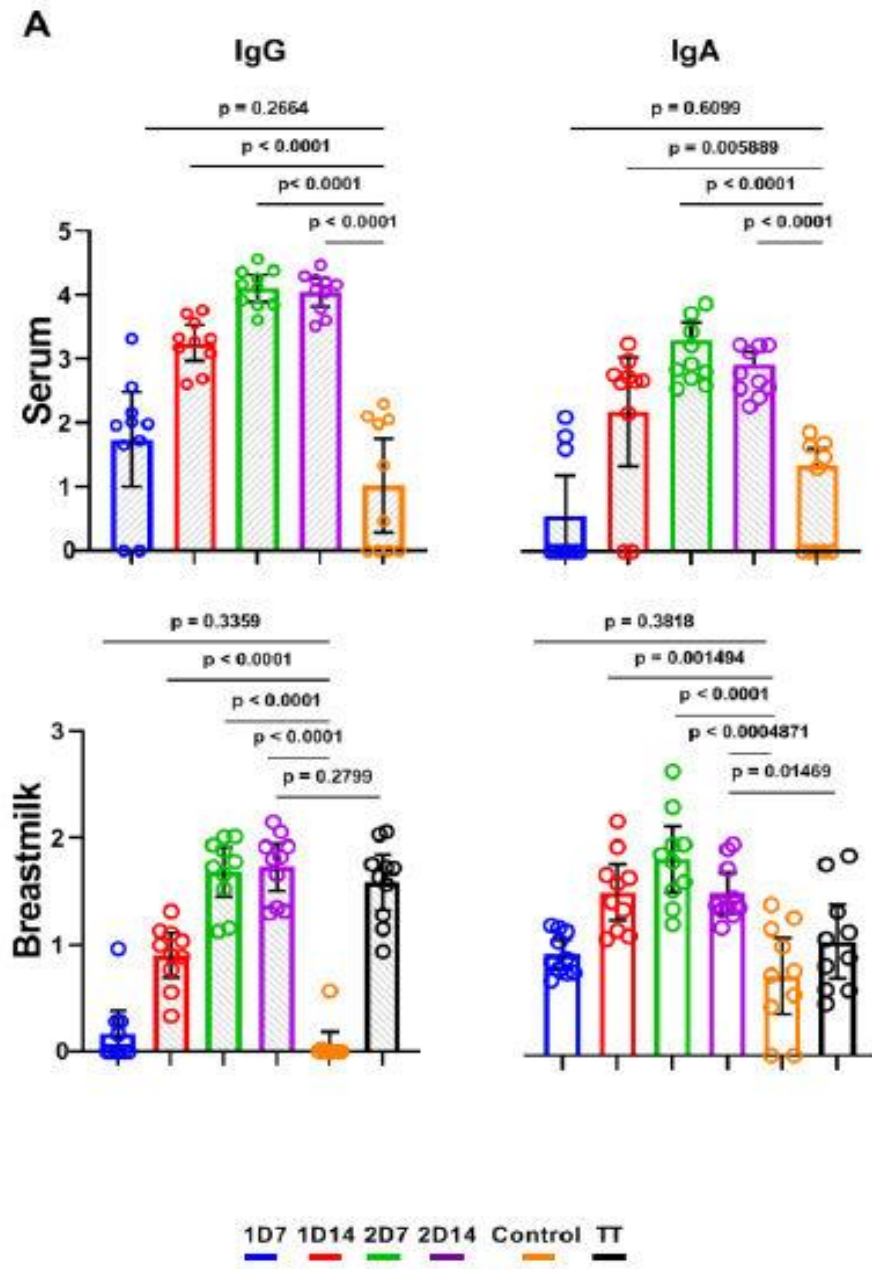 A
IgG IgA
p = 0.2664 p = 0.6099
p < 0.0001 p = 0.005889
p< 0.0001 p < 0.0001
p < 0.0001 p < 0.0001
Serum
5
4
3
2
1
0
p = 0.3359 p = 0.3818
p < 0.0001 p = 0.001494
p < 0.0001 p < 0.0001
p < 0.0001 p < 0.0004871
p = 0.2799 p = 0.01469
Breastmilk
3
2
1
0
1D7 1D14 2D7 2D14 Control TT